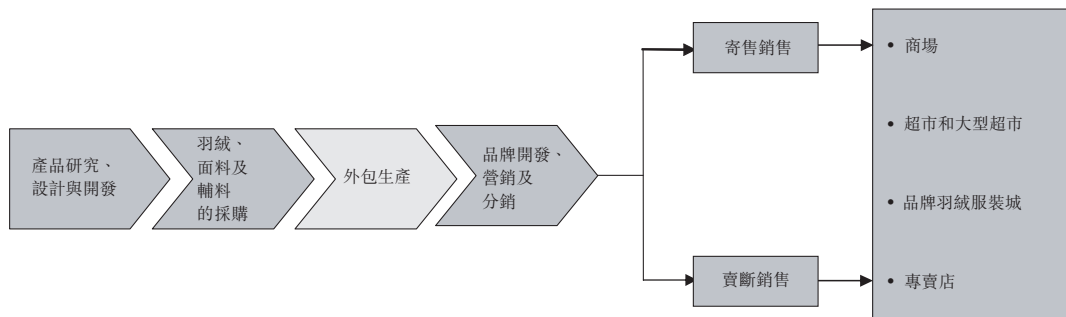 產品研究、
設計與開發
羽絨、
面料及
輔料
的採購
外包生產
品牌開發、
營銷及
分銷
寄售銷售
賣斷銷售
• 商場
• 超市和大型超市
• 品牌羽絨服裝城
• 專賣店